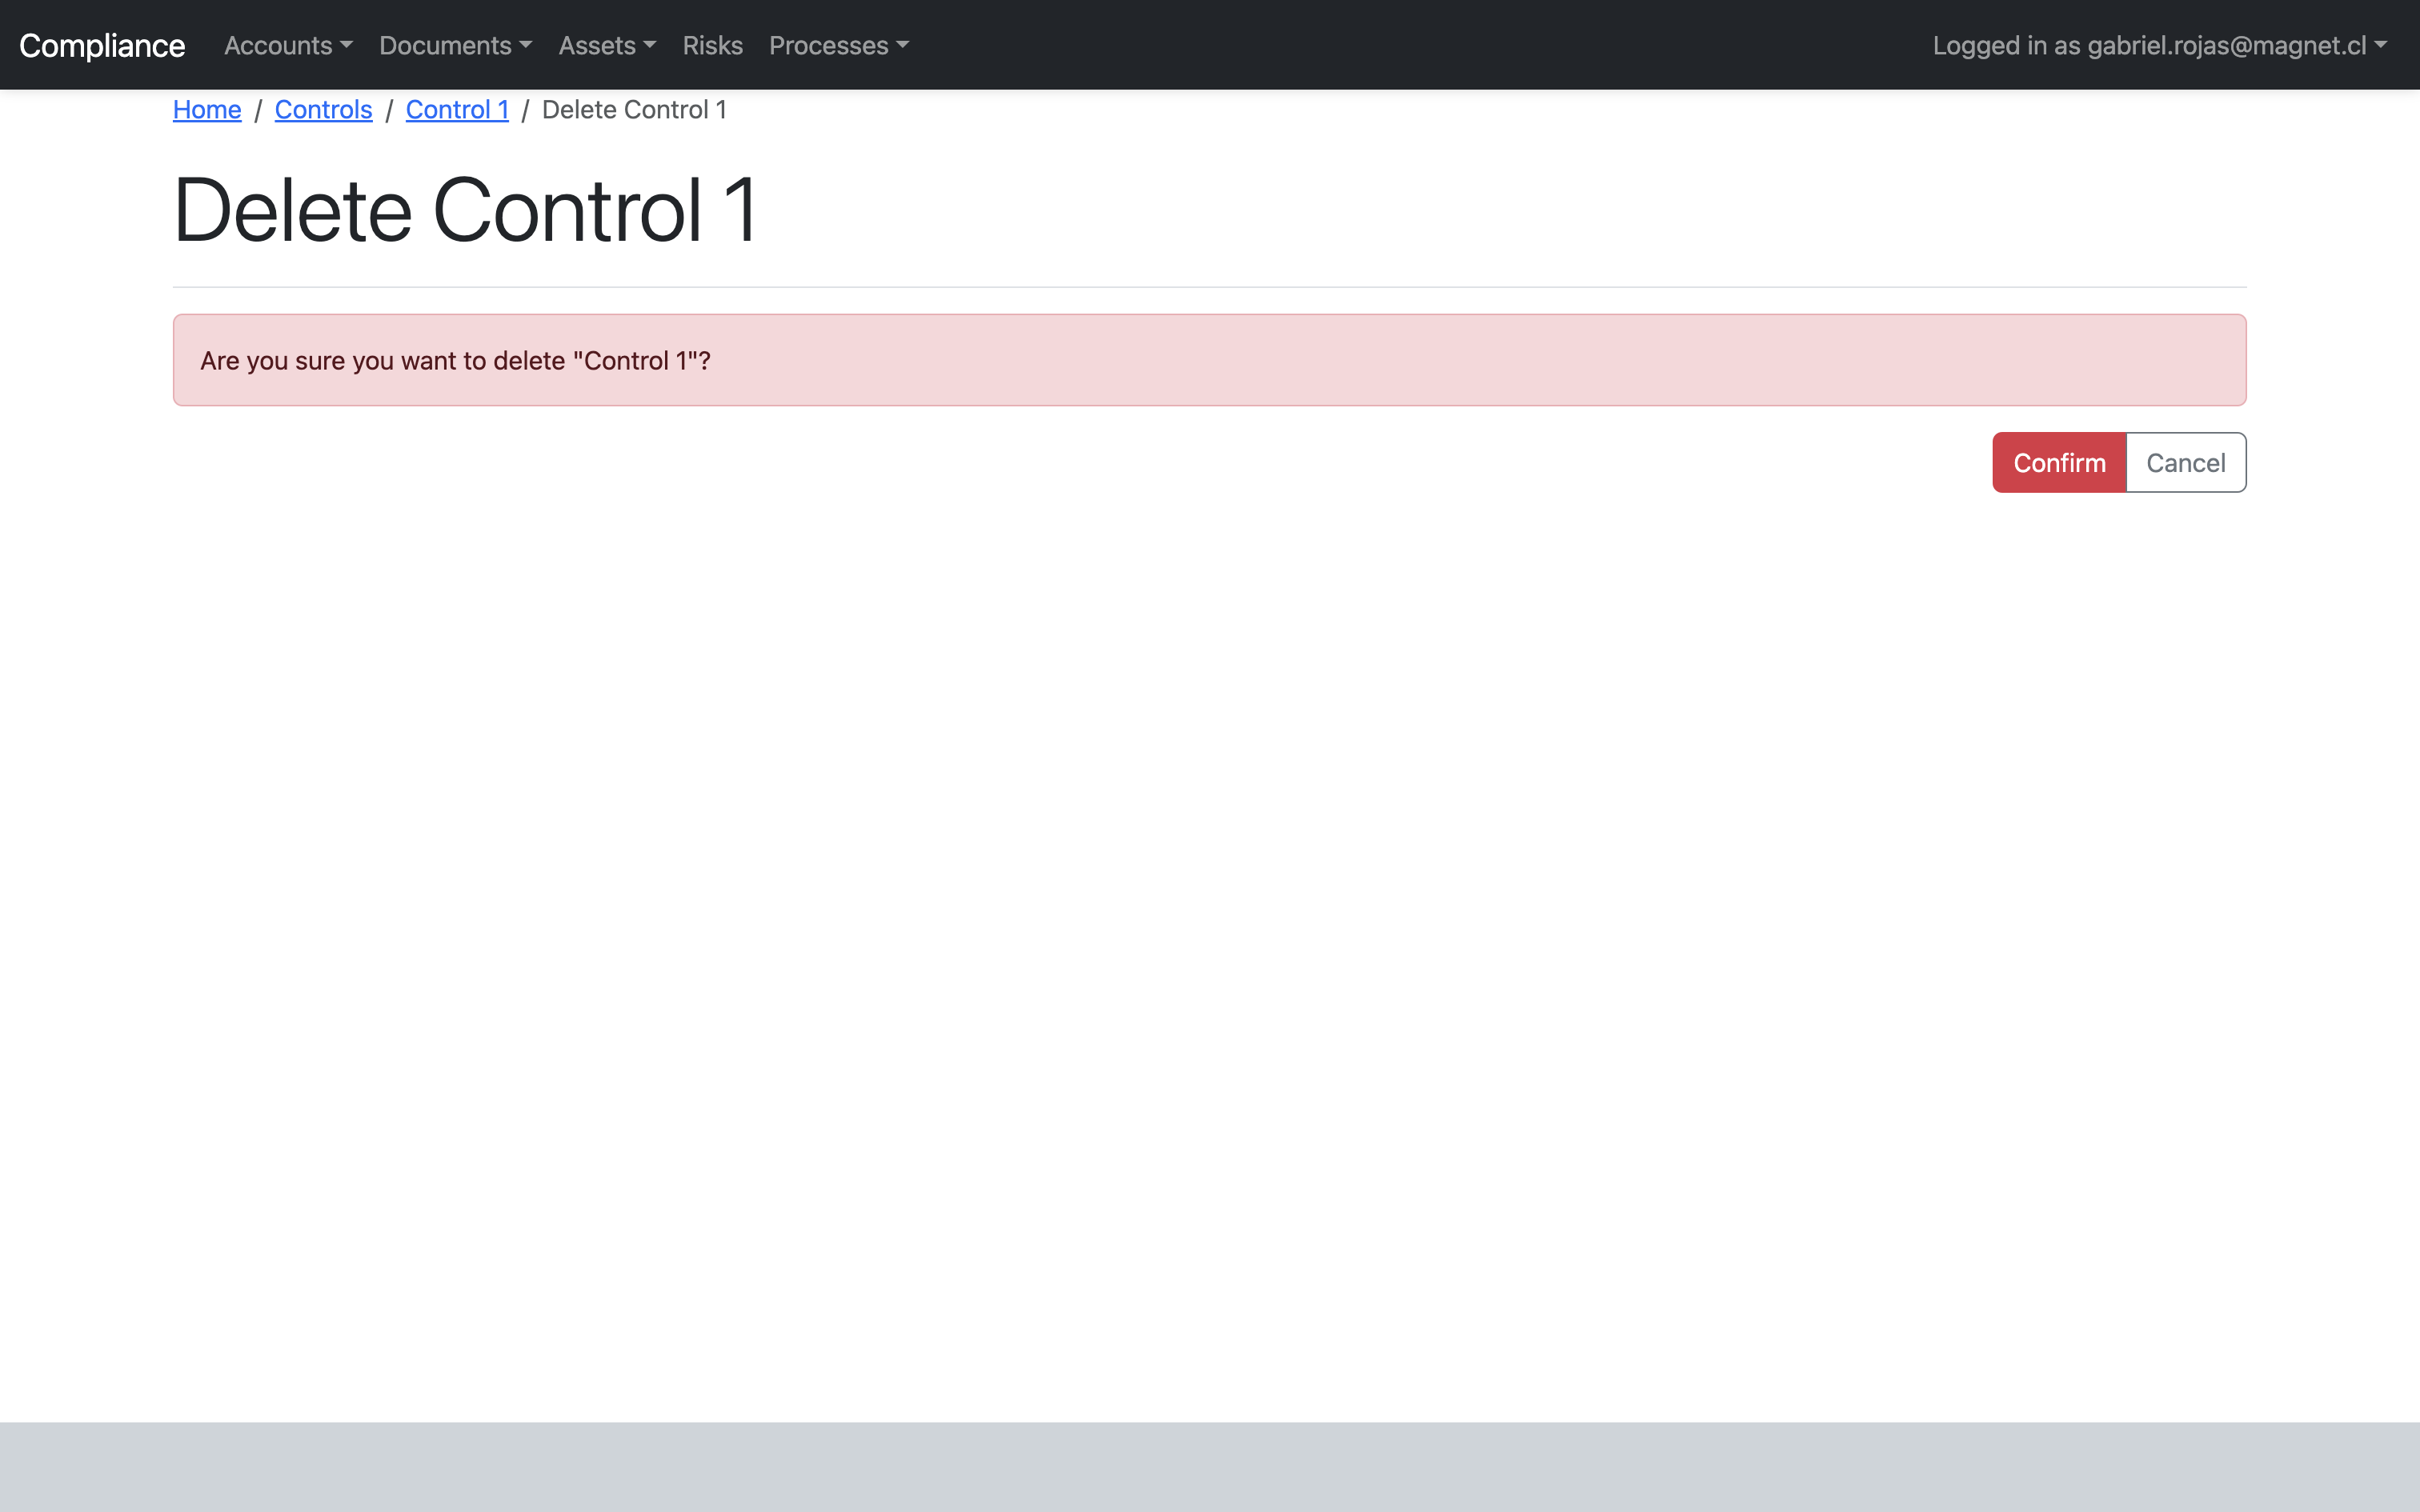 Compliance Accounts Documents Assets Risks Processes Logged in as gabriel.rojas@magnet.cl
Home / Controls / Control 1 / Delete Control 1
Delete Control 1
Are you sure you want to delete "Control 1"?
Confirm Cancel